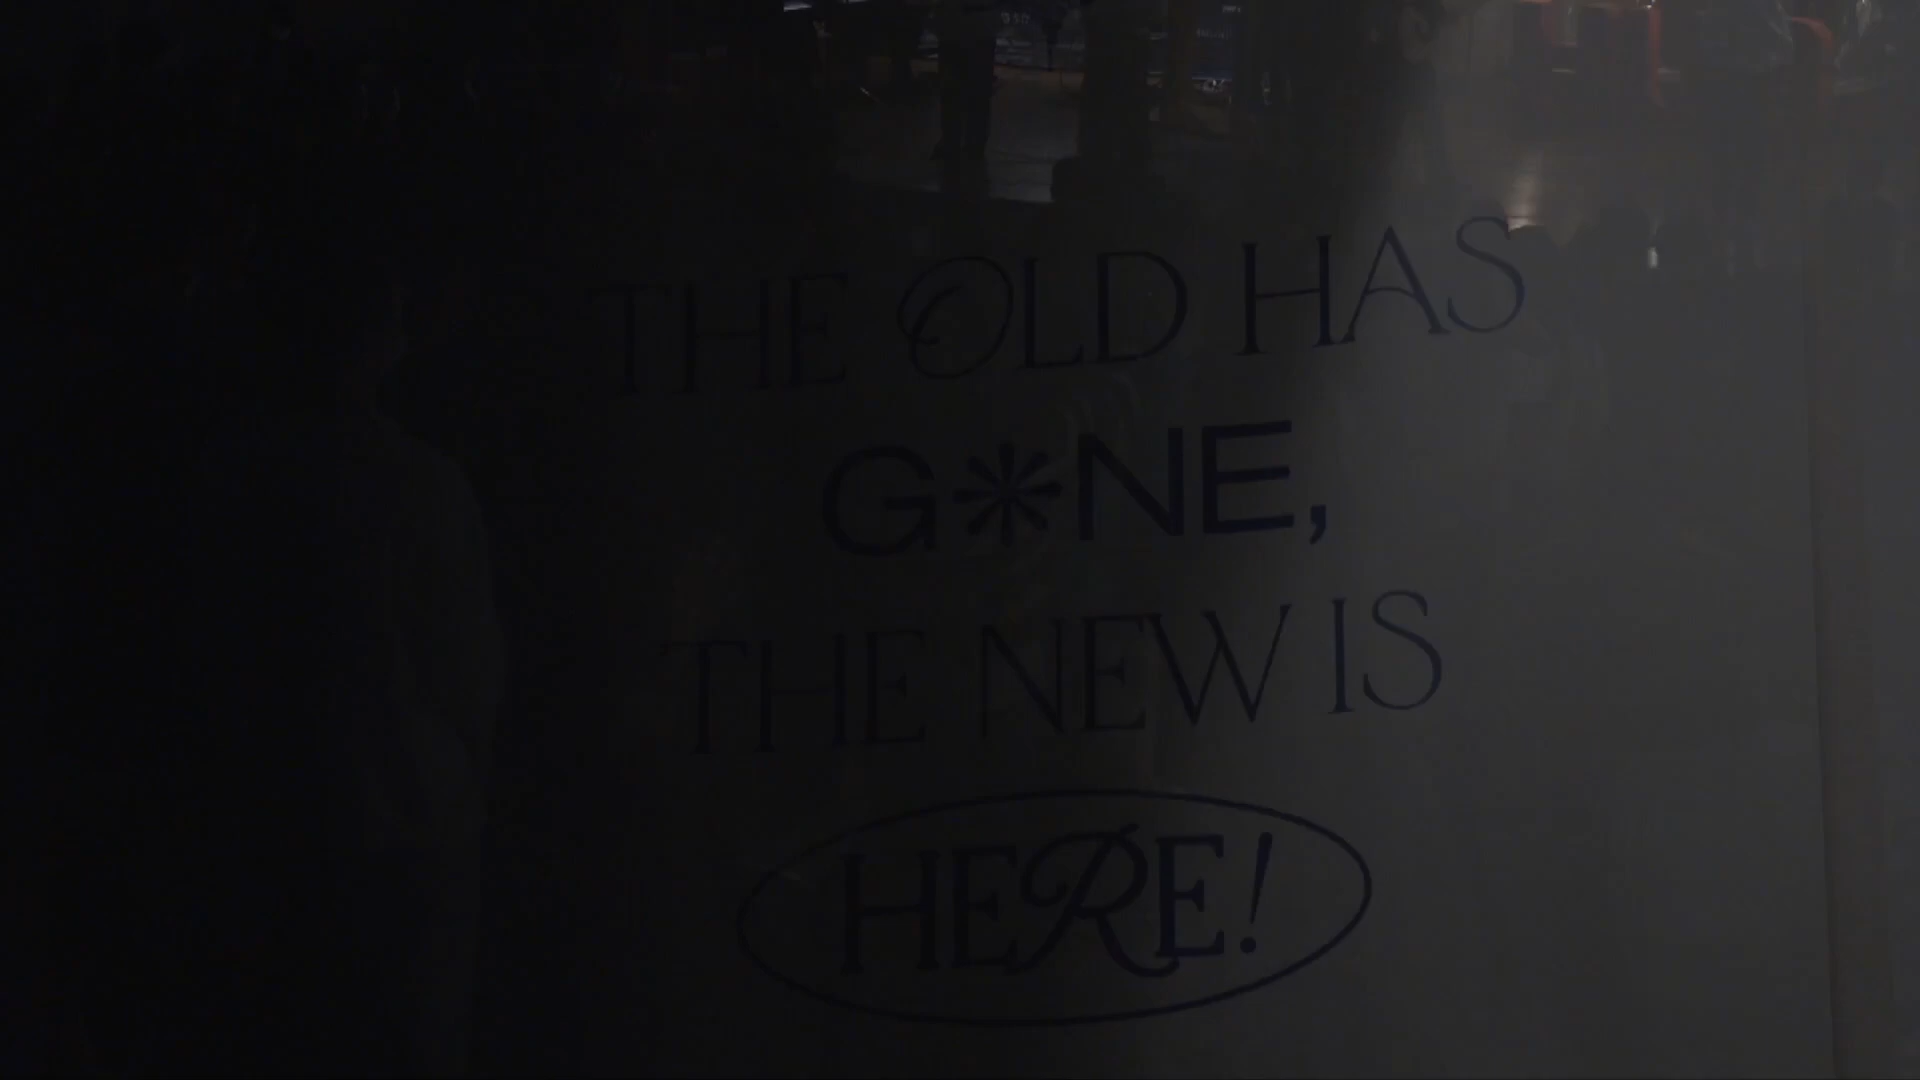 THE OLD HAS
G*NE,
THE NEW IS
HERE!